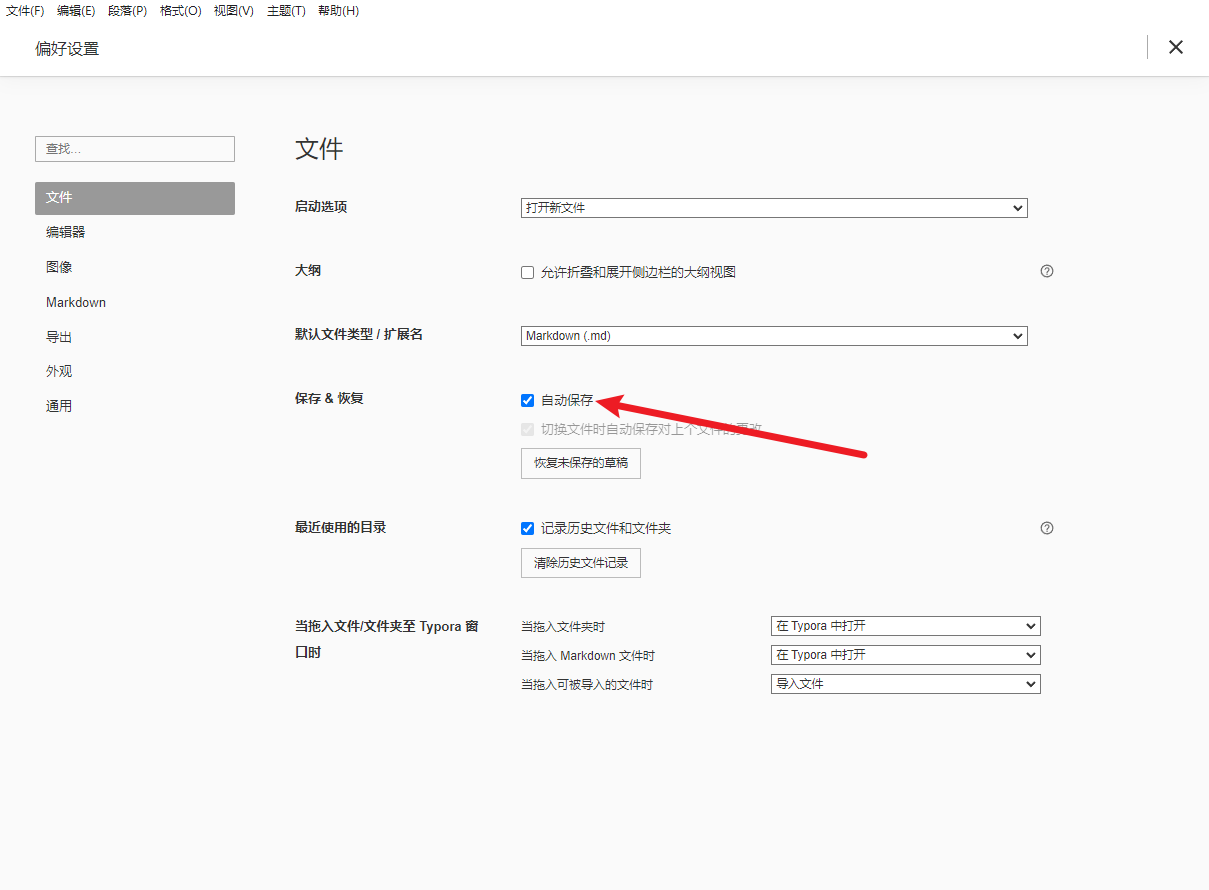 文件(F) 编辑(E) 段落(P) 格式(O) 视图(V) 主题(T) 帮助(H)
偏好设置
查找...
文件
编辑器
图像
Markdown
导出
外观
通用
文件
启动选项
打开新文件
大纲
允许折叠和展开侧边栏的大纲视图
默认文件类型 / 扩展名
Markdown (.md)
保存 & 恢复
自动保存
切换文件时自动保存对上个文件的更改
恢复未保存的草稿
最近使用的目录
记录历史文件和文件夹
清除历史文件记录
当拖入文件/文件夹至 Typora 窗
口时
当拖入文件夹时
在 Typora 中打开
当拖入 Markdown 文件时
在 Typora 中打开
当拖入可被导入的文件时
导入文件